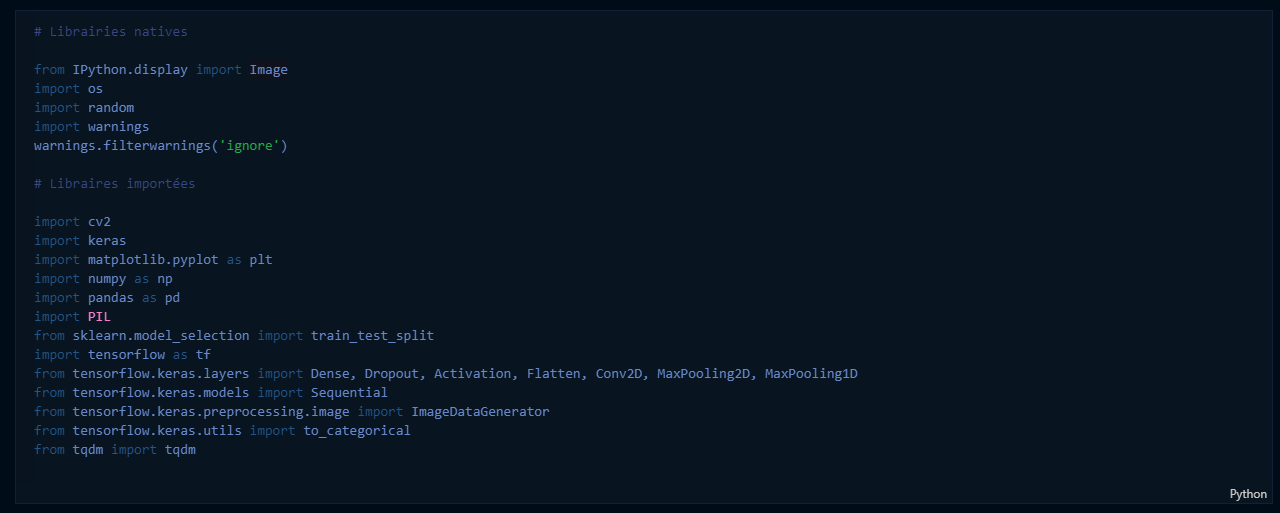 # Librairies natives
from IPython.display import Image
import os
import random
import warnings
warnings.filterwarnings('ignore')
# Libraires importées
import cv2
import keras
import matplotlib.pyplot as plt
import numpy as np
import pandas as pd
import PIL
from sklearn.model_selection import train_test_split
import tensorflow as tf
from tensorflow.keras.layers import Dense, Dropout, Activation, Flatten, Conv2D, MaxPooling2D, MaxPooling1D
from tensorflow.keras.models import Sequential
from tensorflow.keras.preprocessing.image import ImageDataGenerator
from tensorflow.keras.utils import to_categorical
from tqdm import tqdm
Python